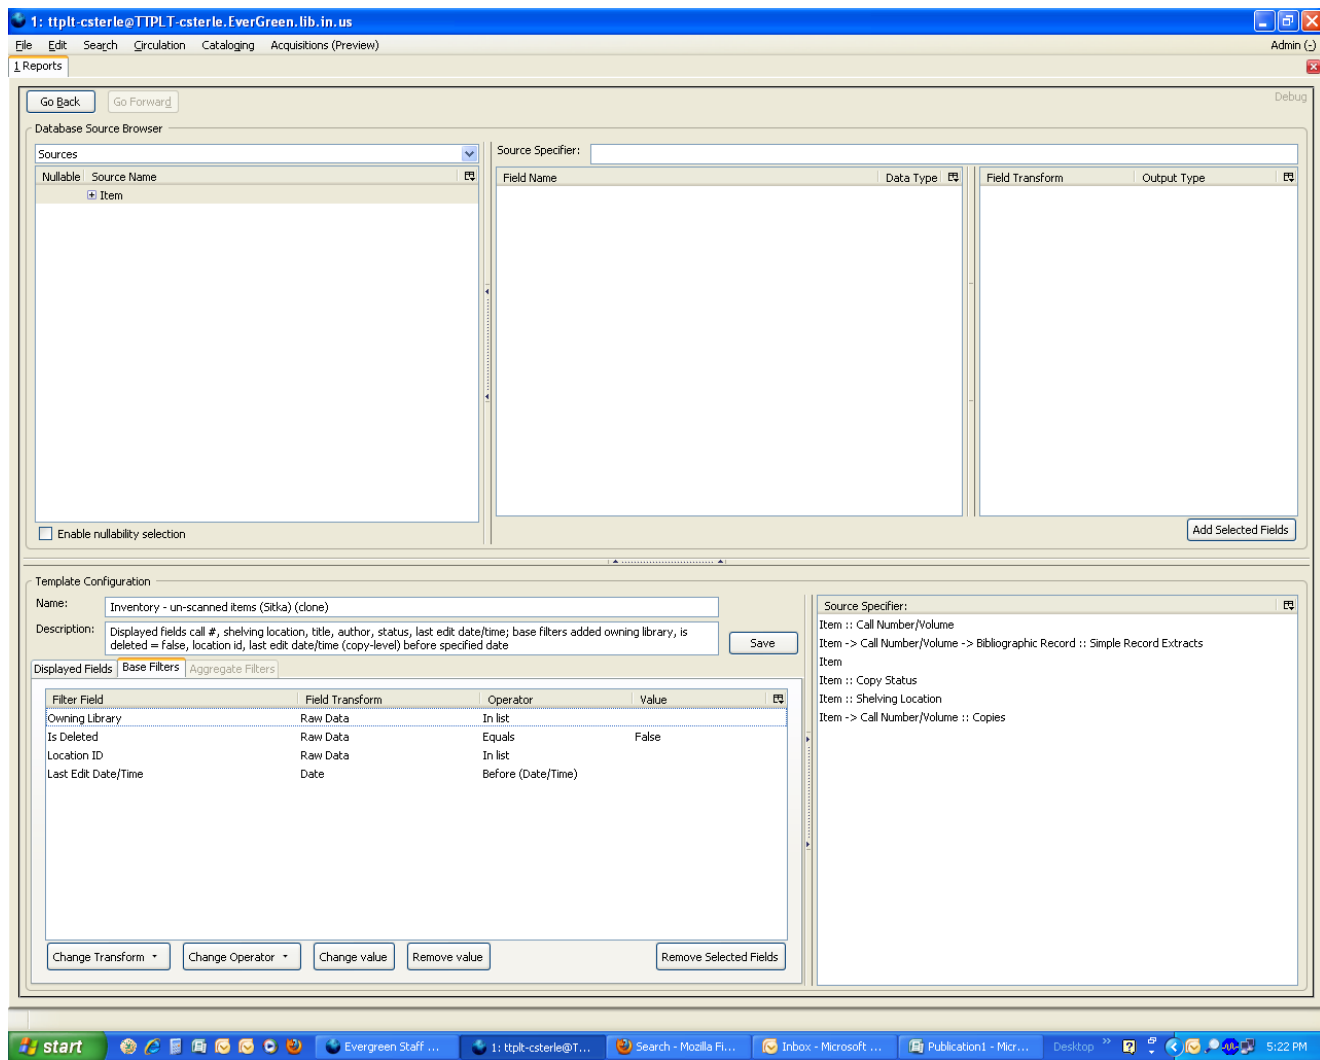 1: ttplt-csterle@TTPLT-csterle.EverGreen.lib.in.us
File Edit Search Circulation Cataloging Acquisitions (Preview) Admin (-)
1 Reports
Go Back Go Forward Debug
Database Source Browser
Sources Source Specifier:
Nullable Source Name Field Name Data Type Field Transform Output Type
Item
Enable nullability selection
Add Selected Fields
Template Configuration
Name: Inventory - un-scanned items (Sitka) (clone)
Description: Displayed fields call #, shelving location, title, author, status, last edit date/time; base filters added owning library, is
deleted = false, location id, last edit date/time (copy-level) before specified date
Save
Displayed Fields Base Filters Aggregate Filters
Filter Field Field Transform Operator Value
Owning Library Raw Data In list
Is Deleted Raw Data Equals False
Location ID Raw Data In list
Last Edit Date/Time Date Before (Date/Time)
Change Transform Change Operator Change value Remove value Remove Selected Fields
Source Specifier:
Item :: Call Number/Volume
Item -> Call Number/Volume -> Bibliographic Record :: Simple Record Extracts
Item
Item :: Copy Status
Item :: Shelving Location
Item -> Call Number/Volume :: Copies
start Evergreen Staff ... 1: ttplt-csterle@T... Search - Mozilla Fi... Inbox - Microsoft ... Publication1 - Micr... Desktop » 5:22 PM